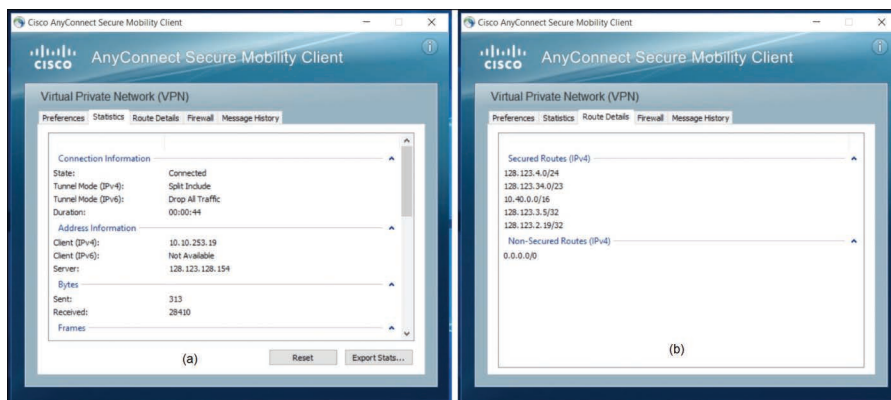 Cisco AnyConnect Secure Mobility Client
CISCO AnyConnect Secure Mobility Client
Virtual Private Network (VPN)
Preferences Statistics Route Details Firewall Message History
Connection Information
State: Connected
Tunnel Mode (IPv4): Split Include
Tunnel Mode (IPv6): Drop All Traffic
Duration: 00:00:44
Address Information
Client (IPv4): 10.10.253.19
Client (IPv6): Not Available
Server: 128.123.128.154
Bytes
Sent: 313
Received: 28410
Frames
(a)
Reset Export Stats...
Cisco AnyConnect Secure Mobility Client
CISCO AnyConnect Secure Mobility Client
Virtual Private Network (VPN)
Preferences Statistics Route Details Firewall Message History
Secured Routes (IPv4)
128.123.4.0/24
128.123.34.0/23
10.40.0.0/16
128.123.3.5/32
128.123.2.19/32
Non-Secured Routes (IPv4)
0.0.0.0/0
(b)